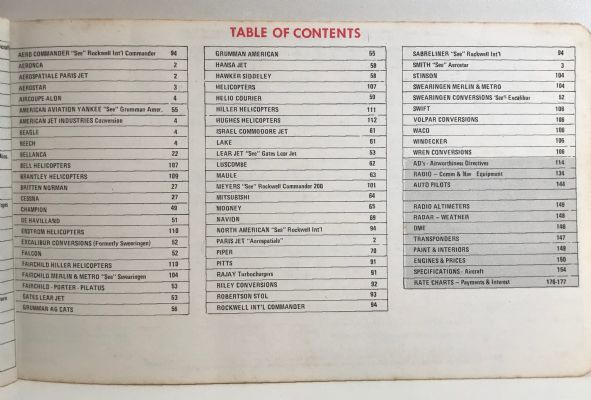 TABLE OF CONTENTS
AERO COMMANDER "See" Rockwell Int'l Commander 94
AERONCA 2
AEROSPATIALE PARIS JET 2
AEROSTAR 3
AIRCOUPE-ALON 4
AMERICAN AVIATION YANKEE "See" Grumman Amer. 55
AMERICAN JET INDUSTRIES Conversion 4
BEAGLE 4
BEECH 4
BELLANCA 22
BELL HELICOPTERS 107
BRANTLEY HELICOPTERS 109
BRITTEN NORMAN 27
CESSNA 27
CHAMPION 49
DE HAVILLAND 51
ENSTROM HELICOPTERS 110
EXCALIBUR CONVERSIONS (Formerly Swearingen) 52
FALCON 52
FAIRCHILD HILLER HELICOPTERS 110
FAIRCHILD MERLIN & METRO "See" Swearingen 104
FAIRCHILD - PORTER - PILATUS 53
GATES LEAR JET 53
GRUMMAN AG CATS 56
GRUMMAN AMERICAN 55
HANSA JET 58
HAWKER SIDDELEY 58
HELICOPTERS 107
HELIO COURIER 59
HILLER HELICOPTERS 111
HUGHES HELICOPTERS 112
ISRAEL COMMODORE JET 61
LAKE 61
LEAR JET "See" Gates Lear Jet 53
LUSCOMBE 62
MAULE 63
MEYERS "See" Rockwell Commander 200 101
MITSUBISHI 64
MOONEY 65
NAVION 69
NORTH AMERICAN "See" Rockwell Int'l 94
PARIS JET "Aerospatiale" 2
PIPER 70
PITTS 91
RAJAY Turbochargers 91
RILEY CONVERSIONS 92
ROBERTSON STOL 93
ROCKWELL INT'L COMMANDER 94
SABRELINER "See" Rockwell Int'l 94
SMITH "See" Aerostar 3
STINSON 104
SWEARINGEN MERLIN & METRO 104
SWEARINGEN CONVERSIONS "See" Excalibur 52
SWIFT 106
VOLPAR CONVERSIONS 106
WACO 106
WINDECKER 106
WREN CONVERSIONS 106
AD's - Airworthiness Directives 114
RADIO - Comm & Nav Equipment 134
AUTO PILOTS 144
RADIO ALTIMETERS 146
RADAR - WEATHER 146
DME 146
TRANSPONDERS 147
PAINT & INTERIORS 149
ENGINES & PRICES 150
SPECIFICATIONS - Aircraft 154
RATE CHARTS - Payments & Interest 176-177